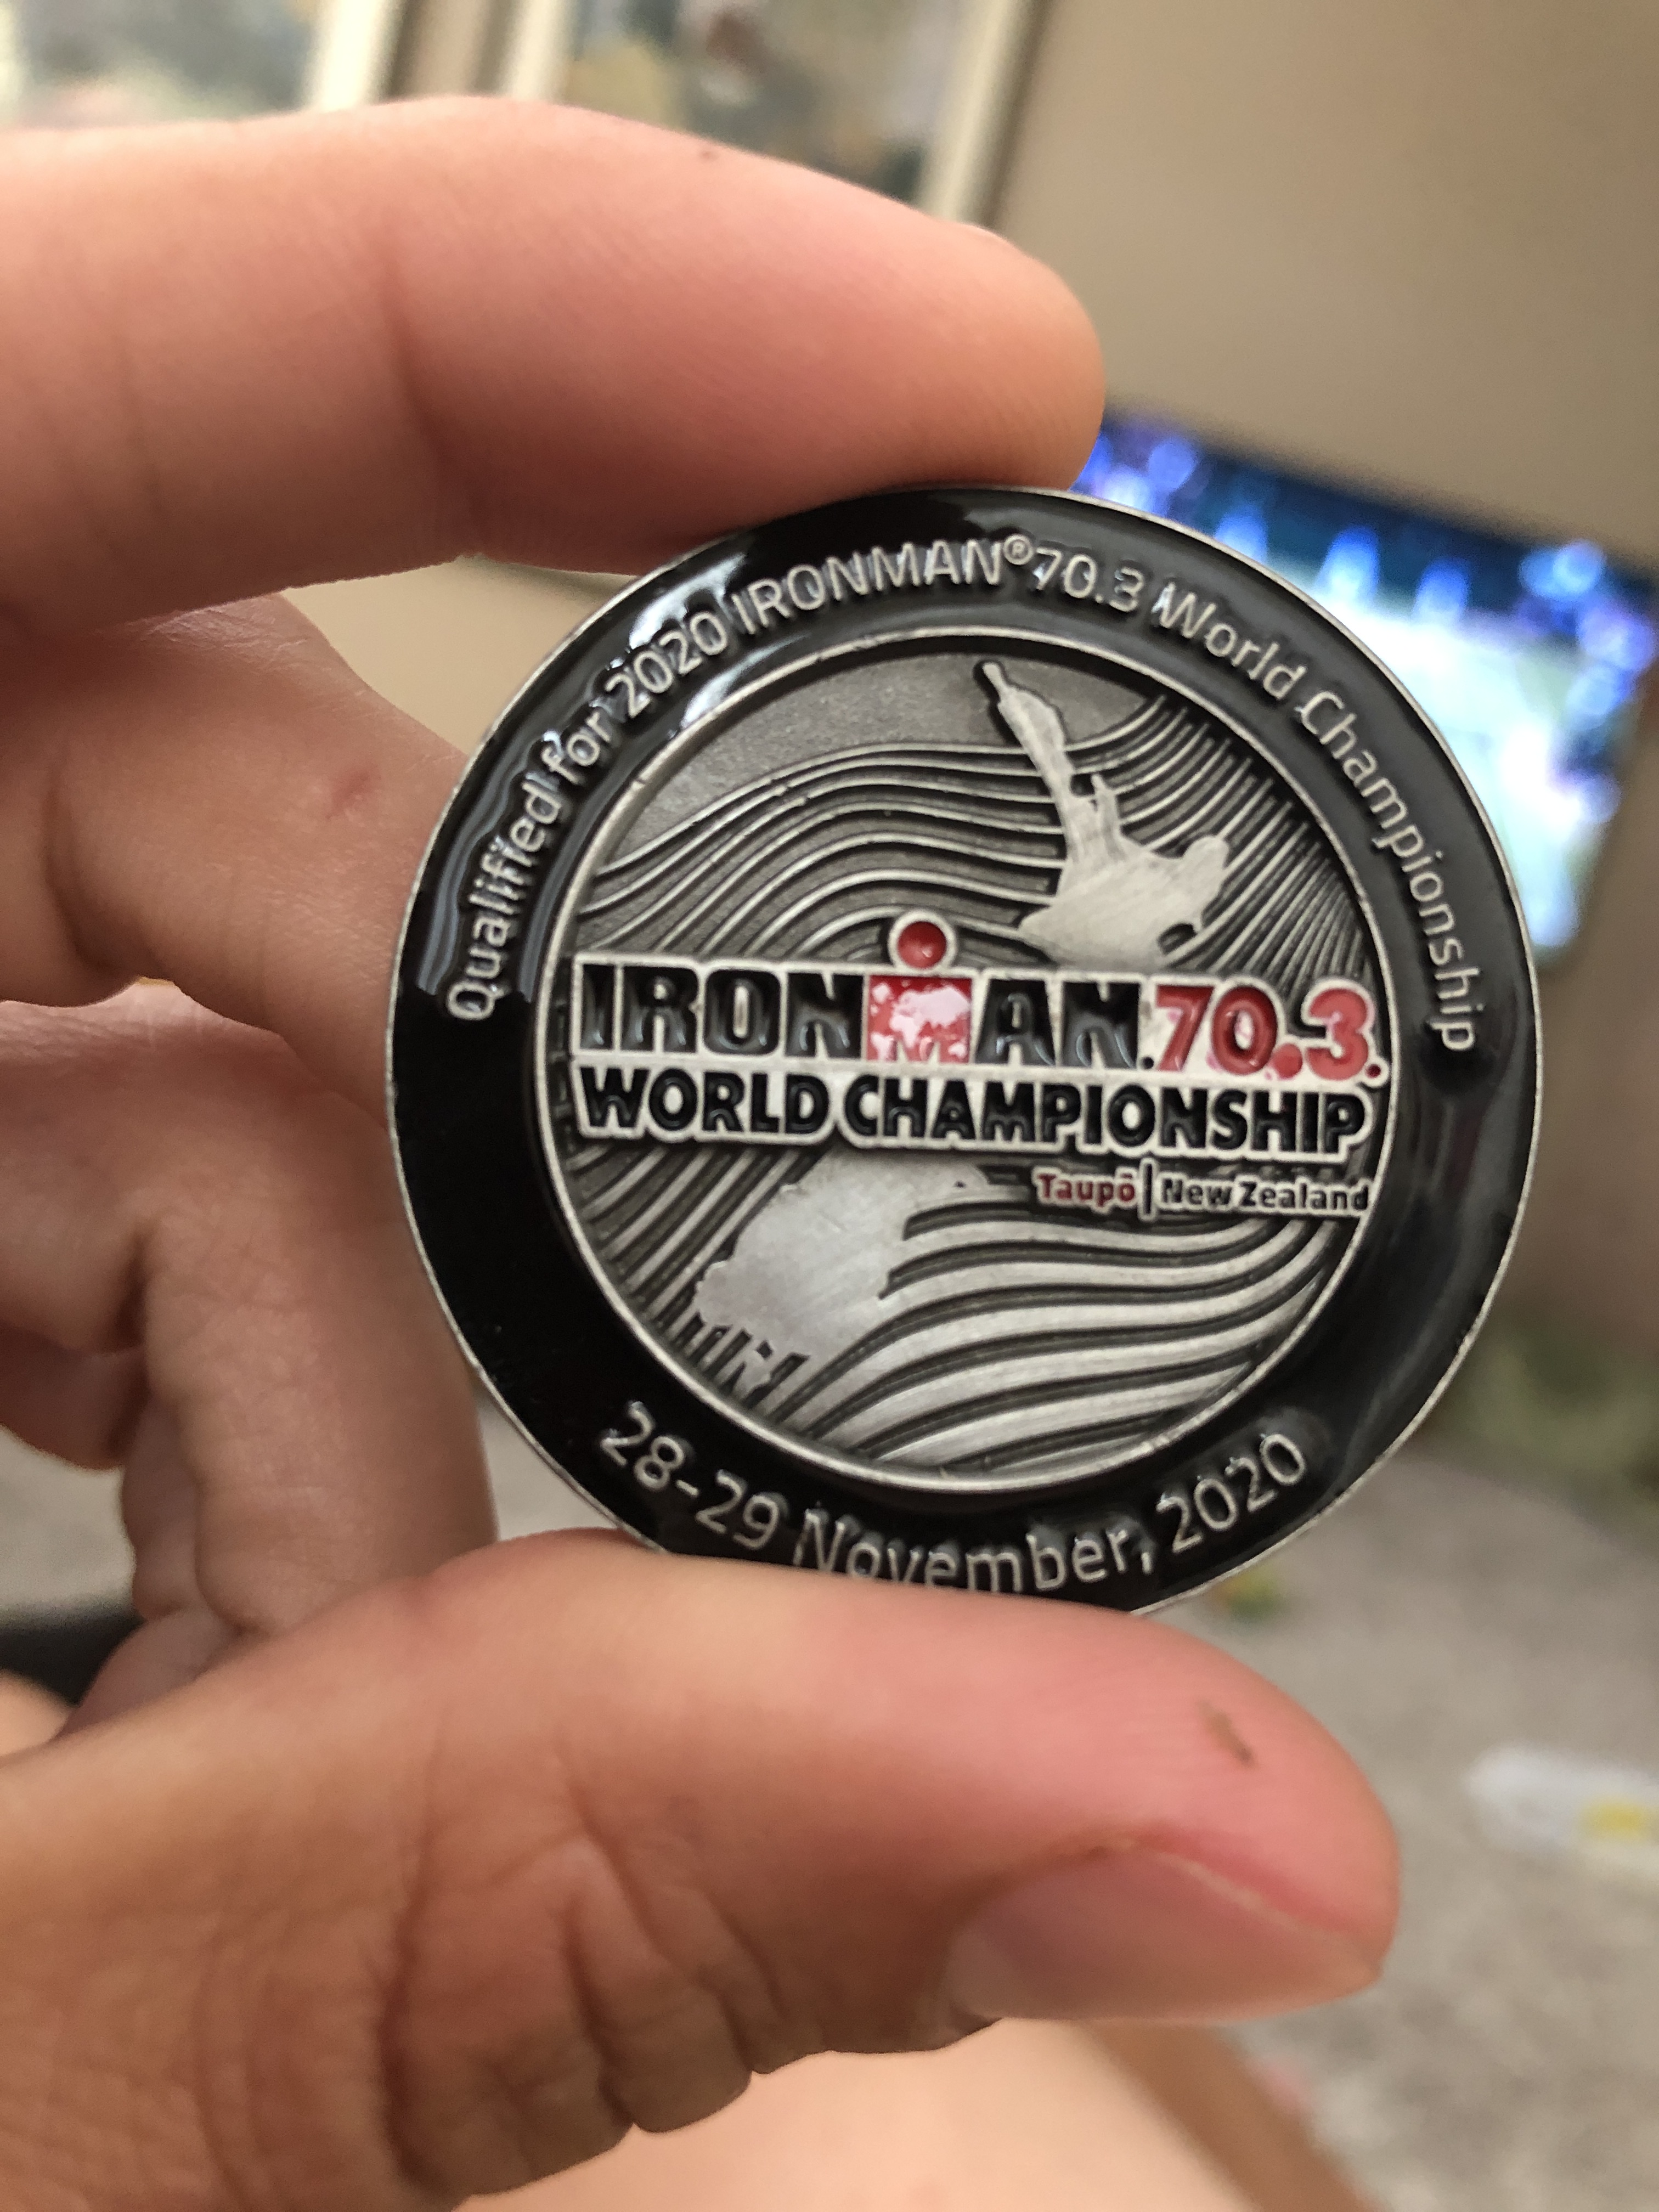 Qualified for 2020 IRONMAN® 70.3 World Championship
IRONMAN 70.3
WORLD CHAMPIONSHIP
Taupō | New Zealand
28-29 November, 2020